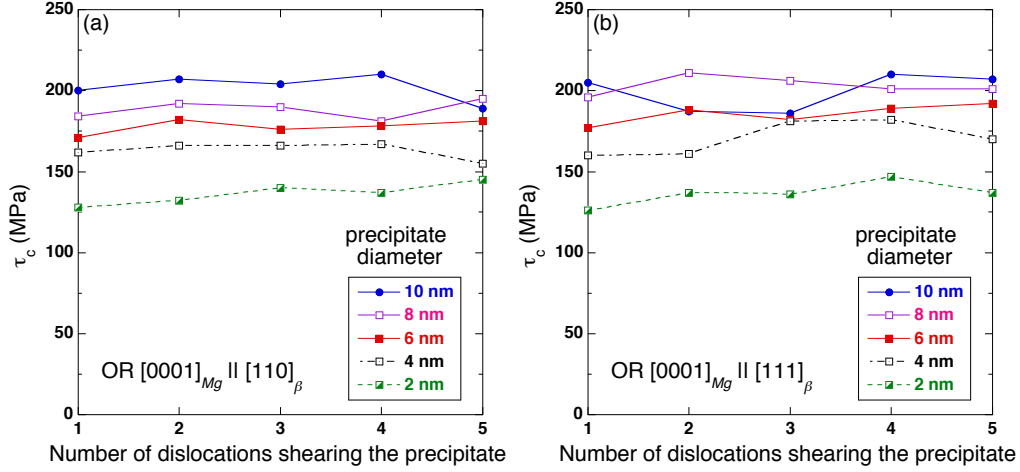 (a)
250
200
150
100
50
0
τc (MPa)
precipitate
diameter
10 nm
8 nm
6 nm
4 nm
2 nm
OR [0001]Mg || [110]β
1 2 3 4 5
Number of dislocations shearing the precipitate
(b)
250
200
150
100
50
0
τc (MPa)
precipitate
diameter
10 nm
8 nm
6 nm
4 nm
2 nm
OR [0001]Mg || [111]β
1 2 3 4 5
Number of dislocations shearing the precipitate